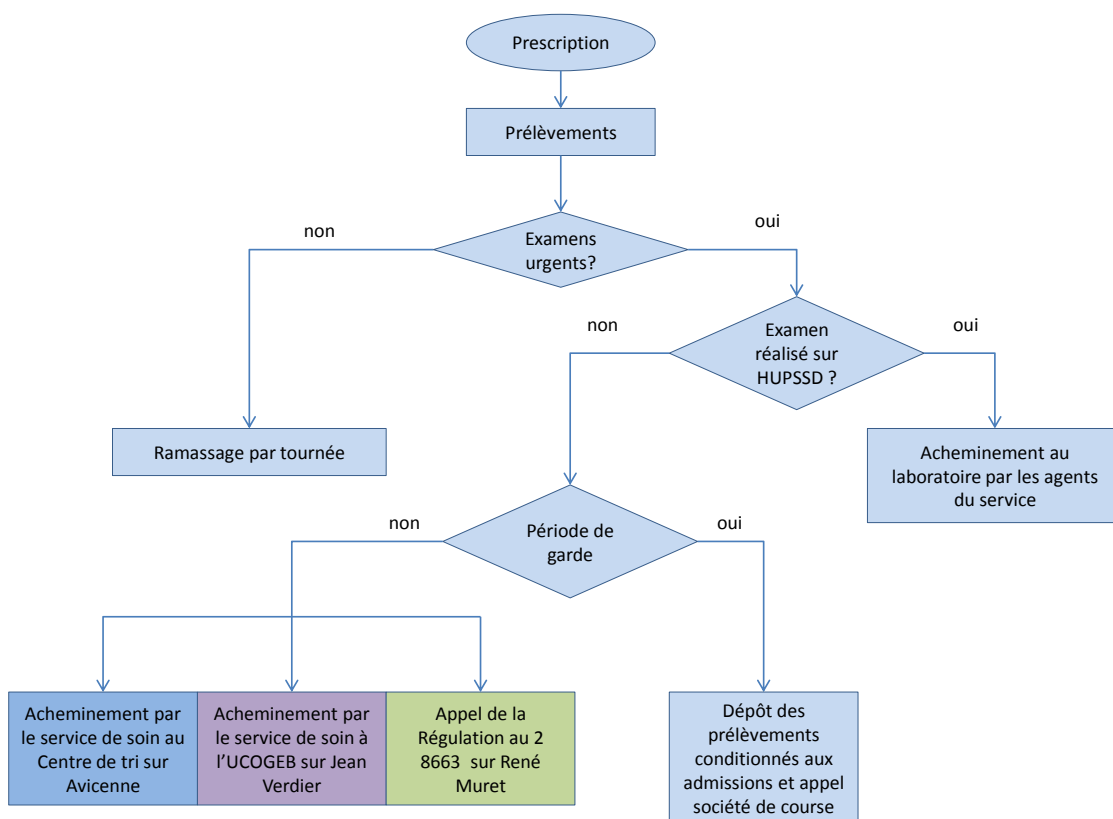 Prescription
Prélèvements
non
oui
Examens
urgents?
non
oui
Examen
réalisé sur
HUPSSD ?
Ramassage par tournée
Acheminement au
laboratoire par les agents
du service
non
oui
Période de
garde
Acheminement par
le service de soin au
Centre de tri sur
Avicenne
Acheminement par
le service de soin à
l’UCOGEB sur Jean
Verdier
Appel de la
Régulation au 2
8663 sur René
Muret
Dépôt des
prélèvements
conditionnés aux
admissions et appel
société de course